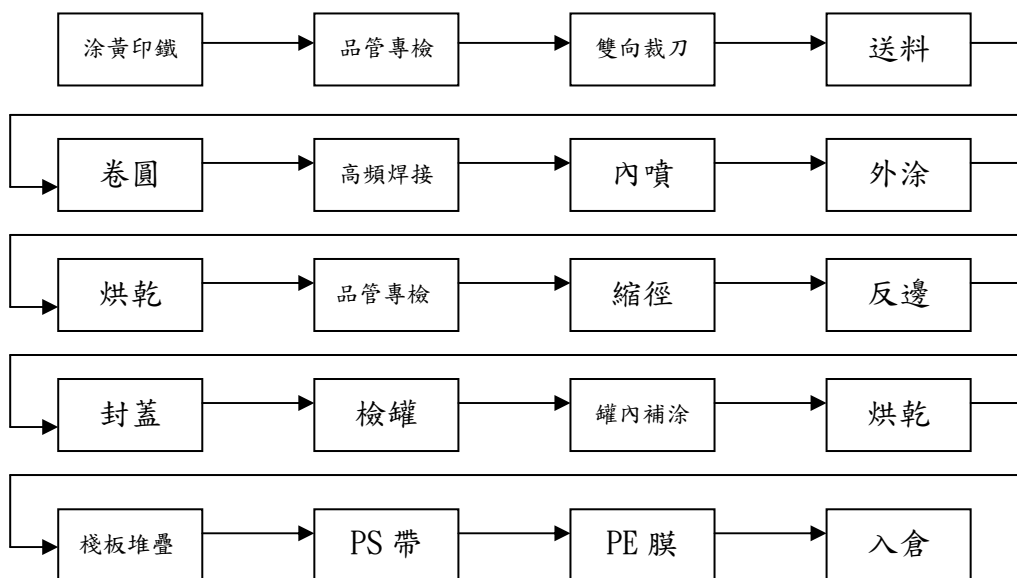 涂黃印鐵
品管專檢
雙向裁刀
送料
卷圓
高頻焊接
內噴
外涂
烘乾
品管專檢
縮徑
反邊
封蓋
檢罐
罐內補涂
烘乾
棧板堆疊
PS 帶
PE 膜
入倉